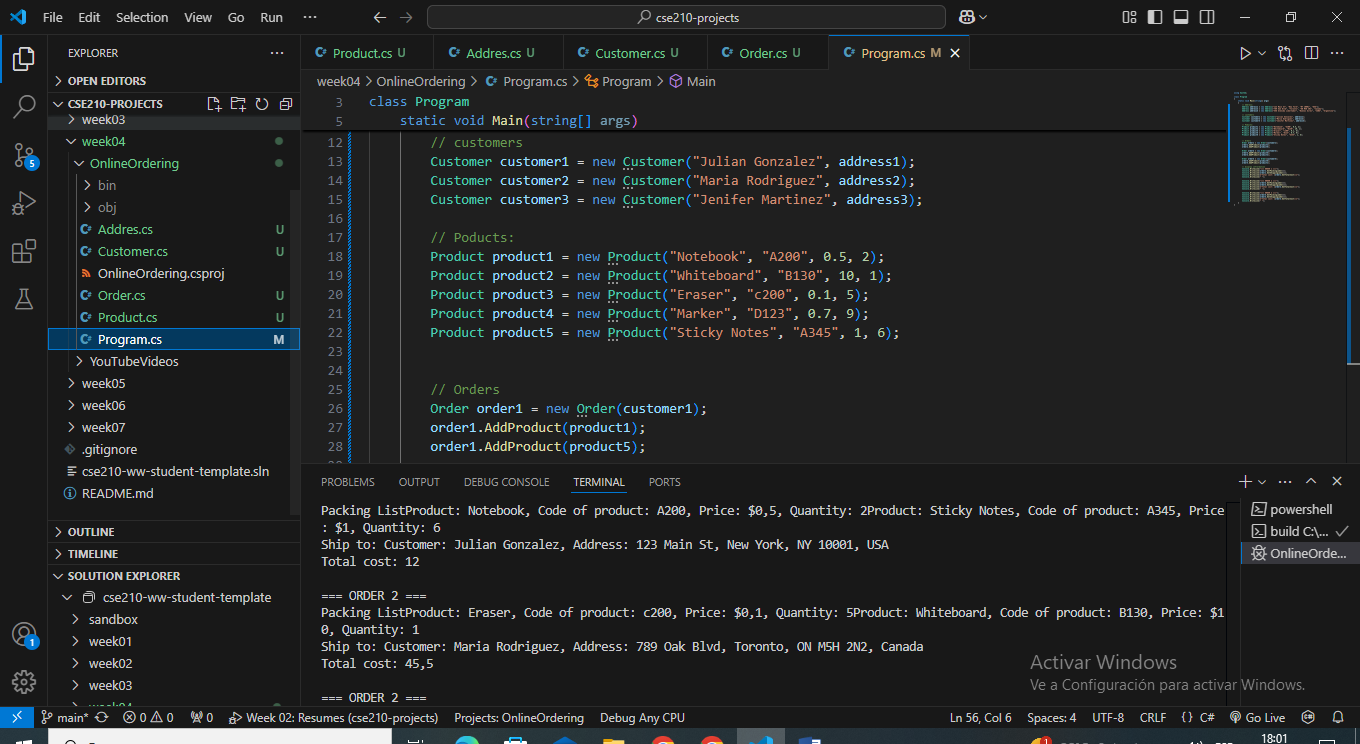 File Edit Selection View Go Run ··· cse210-projects
EXPLORER ···
OPEN EDITORS
CSE210-PROJECTS
week03
week04
OnlineOrdering
bin
obj
Addres.cs U
Customer.cs U
OnlineOrdering.csproj
Order.cs U
Product.cs U
Program.cs M
YouTubeVideos
week05
week06
week07
.gitignore
cse210-ww-student-template.sln
README.md
OUTLINE
TIMELINE
SOLUTION EXPLORER
cse210-ww-student-template
sandbox
week01
week02
week03
5
1
Product.cs U Addres.cs U Customer.cs U Order.cs U Program.cs M
week04 > OnlineOrdering > Program.cs > Program > Main
3 class Program
5 static void Main(string[] args)
12 // customers
13 Customer customer1 = new Customer("Julian Gonzalez", address1);
14 Customer customer2 = new Customer("Maria Rodriguez", address2);
15 Customer customer3 = new Customer("Jenifer Martinez", address3);
16
17 // Poducts:
18 Product product1 = new Product("Notebook", "A200", 0.5, 2);
19 Product product2 = new Product("Whiteboard", "B130", 10, 1);
20 Product product3 = new Product("Eraser", "c200", 0.1, 5);
21 Product product4 = new Product("Marker", "D123", 0.7, 9);
22 Product product5 = new Product("Sticky Notes", "A345", 1, 6);
23
24
25 // Orders
26 Order order1 = new Order(customer1);
27 order1.AddProduct(product1);
28 order1.AddProduct(product5);
PROBLEMS OUTPUT DEBUG CONSOLE TERMINAL PORTS
Packing ListProduct: Notebook, Code of product: A200, Price: $0,5, Quantity: 2Product: Sticky Notes, Code of product: A345, Price
: $1, Quantity: 6
Ship to: Customer: Julian Gonzalez, Address: 123 Main St, New York, NY 10001, USA
Total cost: 12
=== ORDER 2 ===
Packing ListProduct: Eraser, Code of product: c200, Price: $0,1, Quantity: 5Product: Whiteboard, Code of product: B130, Price: $1
0, Quantity: 1
Ship to: Customer: Maria Rodriguez, Address: 789 Oak Blvd, Toronto, ON M5H 2N2, Canada
Total cost: 45,5
=== ORDER 2 ===
powershell
build C:\...
OnlineOrde...
Activar Windows
Ve a Configuración para activar Windows.
main* 0 0 0 Week 02: Resumes (cse210-projects) Projects: OnlineOrdering Debug Any CPU Ln 56, Col 6 Spaces: 4 UTF-8 CRLF {} C# Go Live
18:01